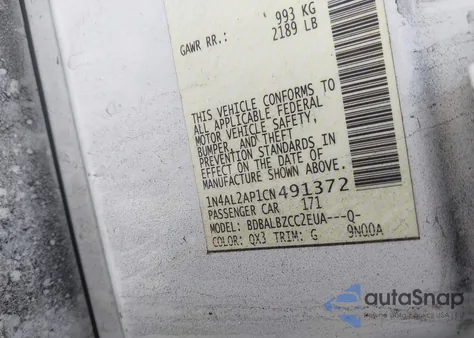 993 KG
GAWR RR.: 2189 LB
THIS VEHICLE CONFORMS TO
ALL APPLICABLE FEDERAL
MOTOR VEHICLE SAFETY,
BUMPER, AND THEFT
PREVENTION STANDARDS IN
EFFECT ON THE DATE OF
MANUFACTURE SHOWN ABOVE.
1N4AL2AP1CN491372
PASSENGER CAR 171
MODEL: BDBALBZCC2EUA---Q-
COLOR: QX3 TRIM: G 9N00A
autoSnap